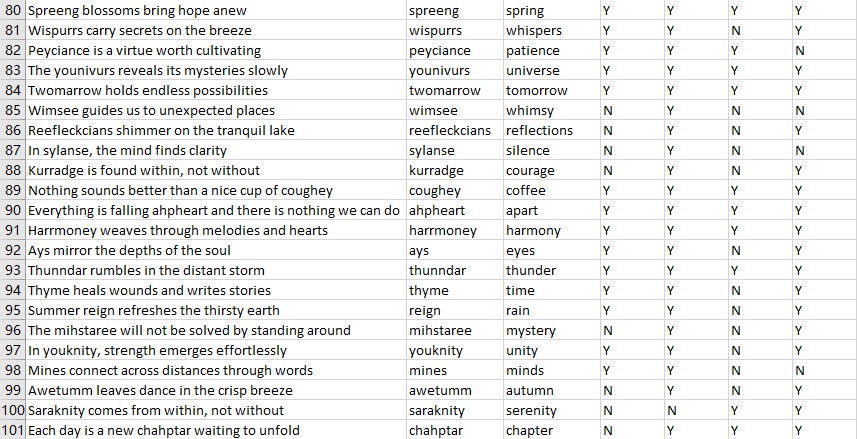 80 Spreeng blossoms bring hope anew spreeng spring Y Y Y Y
81 Wispurrs carry secrets on the breeze wispurrs whispers Y Y N Y
82 Peyciance is a virtue worth cultivating peyciance patience Y Y Y N
83 The younivurs reveals its mysteries slowly younivurs universe Y Y Y Y
84 Twomarrow holds endless possibilities twomarrow tomorrow Y Y Y Y
85 Wimsee guides us to unexpected places wimsee whimsy N Y N N
86 Reefleckcians shimmer on the tranquil lake reefleckcians reflections N Y N Y
87 In sylanse, the mind finds clarity sylanse silence N Y N N
88 Kurradge is found within, not without kurradge courage N Y N Y
89 Nothing sounds better than a nice cup of coughey coughey coffee Y Y Y Y
90 Everything is falling ahpheart and there is nothing we can do ahpheart apart Y Y Y Y
91 Harrmoney weaves through melodies and hearts harrmoney harmony Y Y Y Y
92 Ays mirror the depths of the soul ays eyes Y Y N Y
93 Thunndar rumbles in the distant storm thunndar thunder Y Y Y Y
94 Thyme heals wounds and writes stories thyme time Y Y N Y
95 Summer reign refreshes the thirsty earth reign rain Y Y N Y
96 The mihstaree will not be solved by standing around mihstaree mystery N Y N Y
97 In youknity, strength emerges effortlessly youknity unity Y Y N Y
98 Mines connect across distances through words mines minds Y Y N N
99 Awetumm leaves dance in the crisp breeze awetumm autumn N Y N Y
100 Saraknity comes from within, not without saraknity serenity N N Y Y
101 Each day is a new chahptar waiting to unfold chahptar chapter N Y Y Y